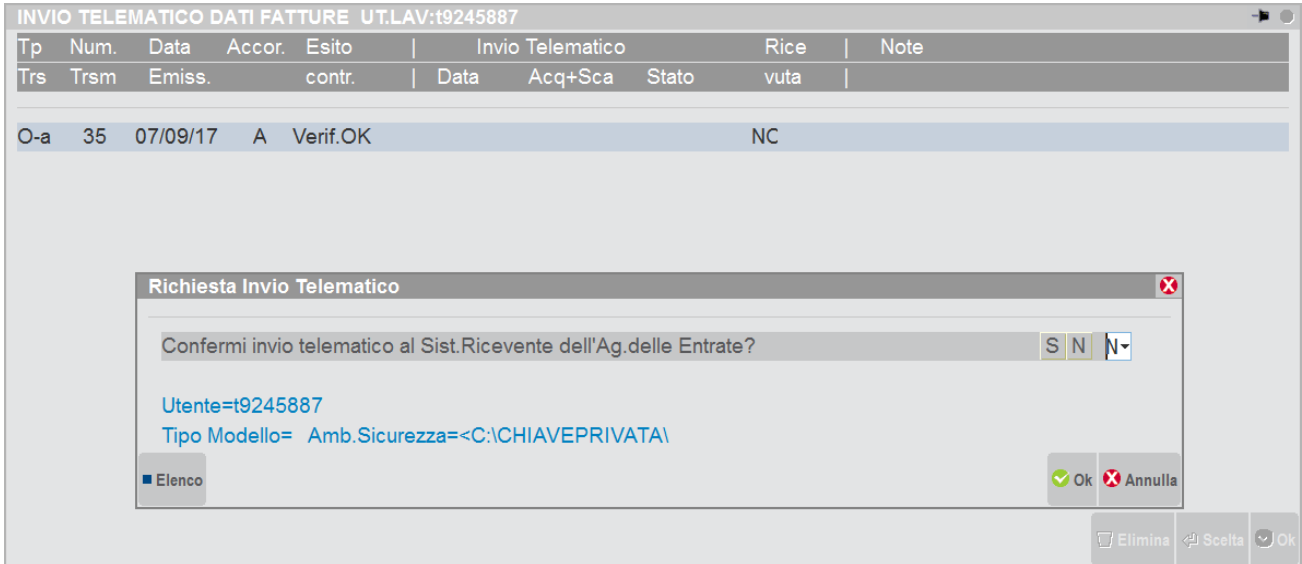 INVIO TELEMATICO DATI FATTURE UT.LAV:t9245887
Tp Num. Data Accor. Esito | Invio Telematico Rice | Note
Trs Trsm Emiss. contr. | Data Acq+Sca Stato vuta |
O-a 35 07/09/17 A Verif.OK NC
Richiesta Invio Telematico
Confermi invio telematico al Sist.Ricevente dell'Ag.delle Entrate? S N N
Utente=t9245887
Tipo Modello= Amb.Sicurezza=<C:\CHIAVEPRIVATA\
Elenco Ok Annulla
Elimina Scelta Ok